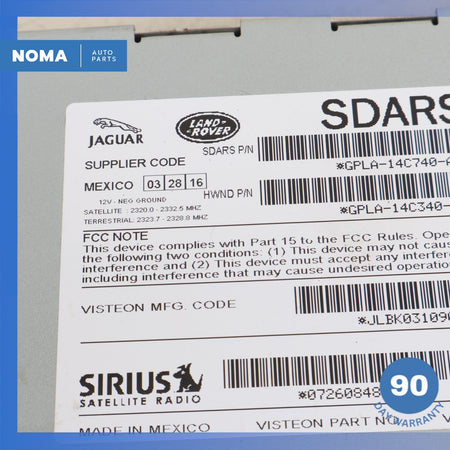 NOMA AUTO
PARTS
SDARS
JAGUAR
LAND-
ROVER
SDARS P/N
SUPPLIER CODE
*GPLA-14C740-A
MEXICO 03 28 16
HWND P/N
12V - NEG GROUND
SATELLITE : 2320.0 - 2332.5 MHZ
TERRESTRIAL: 2323.7 - 2328.8 MHZ
*GPLA-14C340-
FCC NOTE
This device complies with Part 15 to the FCC Rules. Ope
the following two conditions: (1) This device may not caus
interference and (2) This device must accept any interfer
including interference that may cause undesired operatio
VISTEON MFG. CODE
*JLBK03109
SIRIUS
SATELLITE RADIO
*07260848
90
DAY WARRANTY
MADE IN MEXICO
VISTEON PART NO